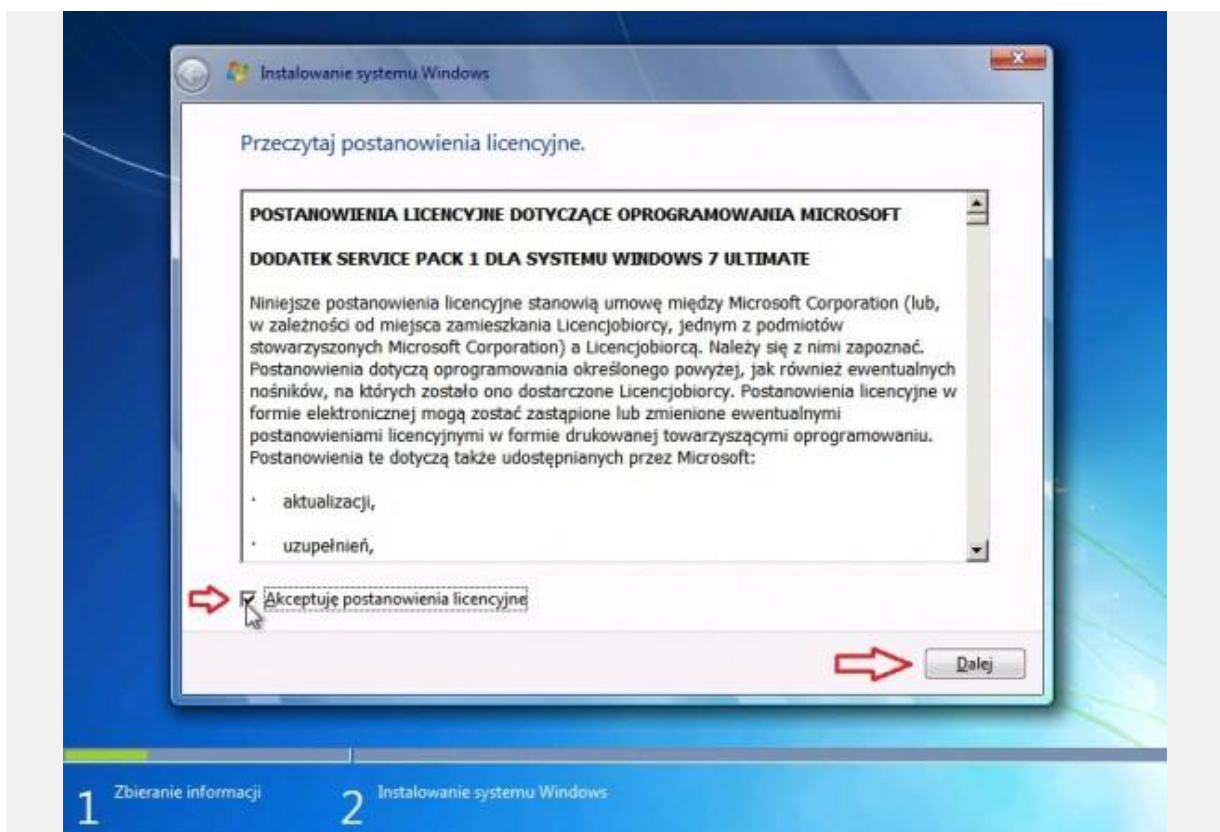 Instalowanie systemu Windows
Przeczytaj postanowienia licencyjne.
POSTANOWIENIA LICENCYJNE DOTYCZĄCE OPROGRAMOWANIA MICROSOFT
DODATEK SERVICE PACK 1 DLA SYSTEMU WINDOWS 7 ULTIMATE
Niniejsze postanowienia licencyjne stanowią umowę między Microsoft Corporation (lub,
w zależności od miejsca zamieszkania Licencjobiorcy, jednym z podmiotów
stowarzyszonych Microsoft Corporation) a Licencjobiorcą. Należy się z nimi zapoznać.
Postanowienia dotyczą oprogramowania określonego powyżej, jak również ewentualnych
nośników, na których zostało ono dostarczone Licencjobiorcy. Postanowienia licencyjne w
formie elektronicznej mogą zostać zastąpione lub zmienione ewentualnymi
postanowieniami licencyjnymi w formie drukowanej towarzyszącymi oprogramowaniu.
Postanowienia te dotyczą także udostępnianych przez Microsoft:
· aktualizacji,
· uzupełnień,
Akceptuję postanowienia licencyjne
Dalej
1 Zbieranie informacji 2 Instalowanie systemu Windows